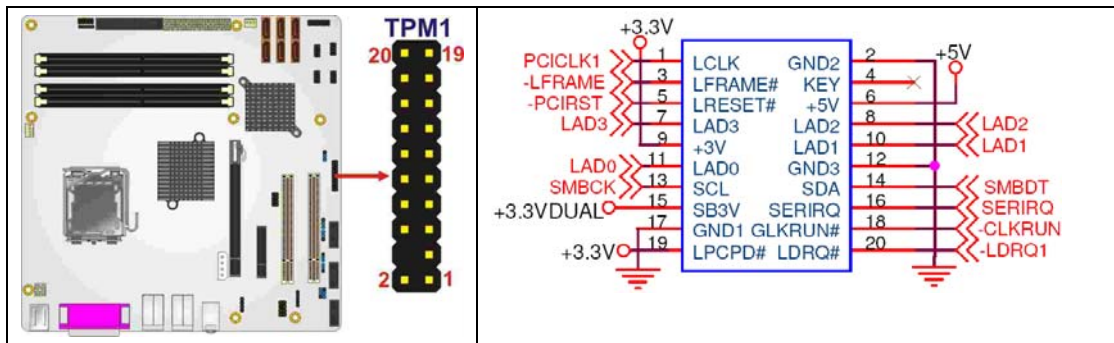 TPM1
20 19
2 1
+3.3V
+5V
PCICLK1 1 LCLK GND2 2
-LFRAME 3 LFRAME# KEY 4
-PCIRST 5 LRESET# +5V 6
LAD3 7 LAD3 LAD2 8 LAD2
9 +3V LAD1 10 LAD1
LAD0 11 LAD0 GND3 12
SMBCK 13 SCL SDA 14 SMBDT
+3.3VDUAL 15 SB3V SERIRQ 16 SERIRQ
17 GND1 GLKRUN# 18 -CLKRUN
+3.3V 19 LPCPD# LDRQ# 20 -LDRQ1